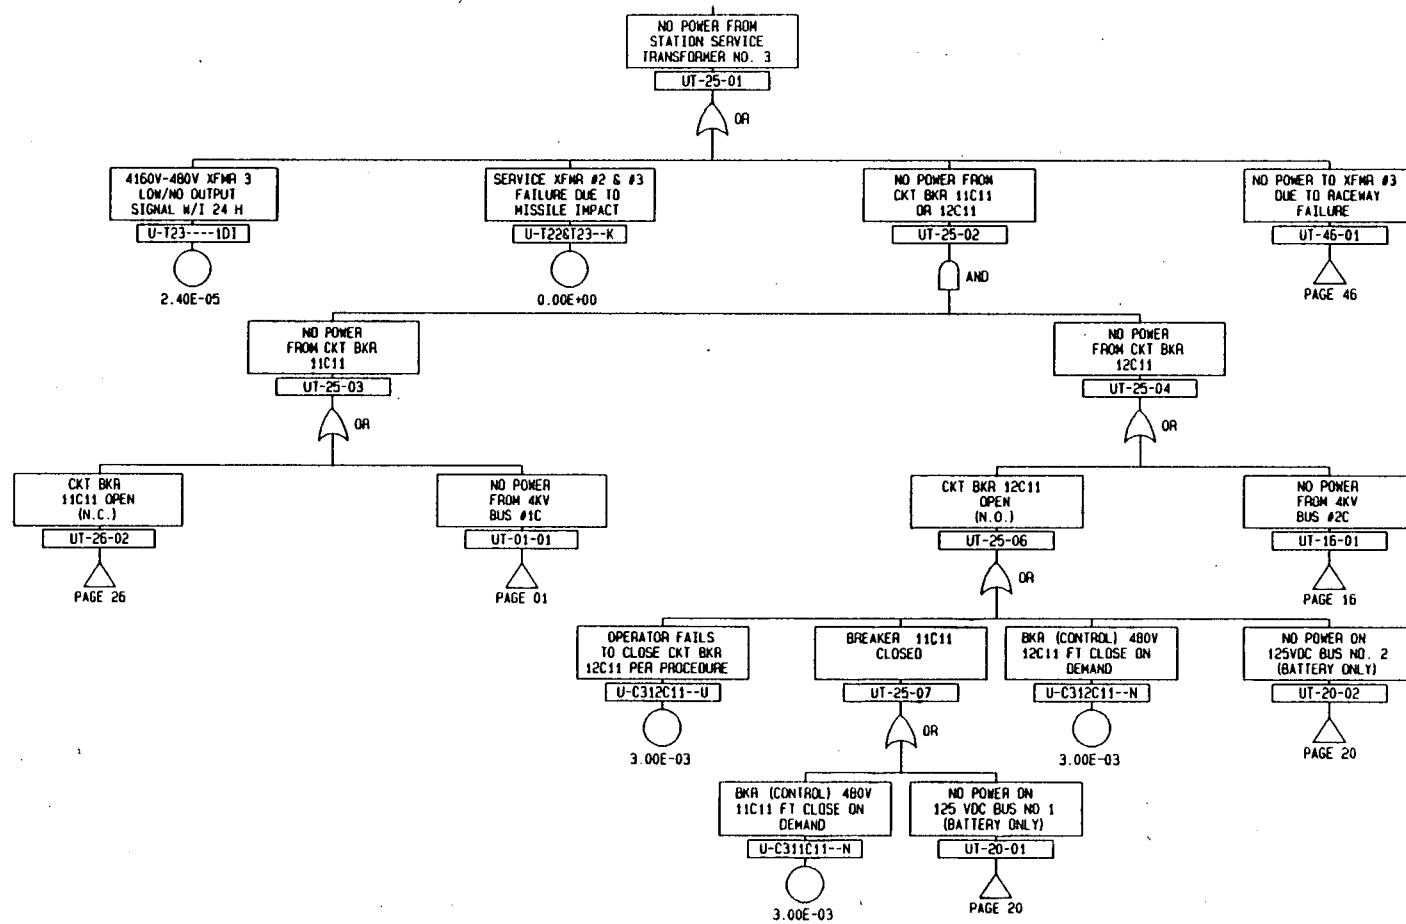 NO POWER FROM
STATION SERVICE
TRANSFORMER NO. 3
UT-25-01
OR
4160V-480V XFMR 3
LOW/NO OUTPUT
SIGNAL W/I 24 H
U-T23----1DI
2.40E-05
SERVICE XFMR #2 & #3
FAILURE DUE TO
MISSILE IMPACT
U-T22&T23--K
0.00E+00
NO POWER FROM
CKT BKR 11C11
OR 12C11
UT-25-02
AND
NO POWER TO XFMR #3
DUE TO RACEWAY
FAILURE
UT-46-01
PAGE 46
NO POWER
FROM CKT BKR
11C11
UT-25-03
OR
NO POWER
FROM CKT BKR
12C11
UT-25-04
OR
CKT BKR
11C11 OPEN
(N.C.)
UT-26-02
PAGE 26
NO POWER
FROM 4KV
BUS #1C
UT-01-01
PAGE 01
CKT BKR 12C11
OPEN
(N.O.)
UT-25-06
OR
NO POWER
FROM 4KV
BUS #2C
UT-16-01
PAGE 16
OPERATOR FAILS
TO CLOSE CKT BKR
12C11 PER PROCEDURE
U-C312C11--U
3.00E-03
BREAKER 11C11
CLOSED
UT-25-07
OR
BKR (CONTROL) 480V
12C11 FT CLOSE ON
DEMAND
U-C312C11--N
3.00E-03
NO POWER ON
125VDC BUS NO. 2
(BATTERY ONLY)
UT-20-02
PAGE 20
BKR (CONTROL) 480V
11C11 FT CLOSE ON
DEMAND
U-C311C11--N
3.00E-03
NO POWER ON
125 VDC BUS NO 1
(BATTERY ONLY)
UT-20-01
PAGE 20